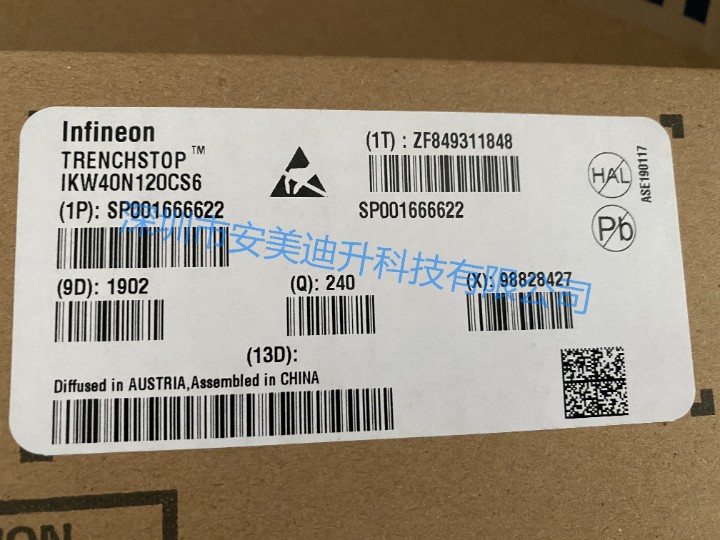 Infineon
TRENCHSTOP™
IKW40N120CS6
(1P): SP001666622
(1T) : ZF849311848
SP001666622
HAL
Pb
ASE190117
深圳市安美迪升科技有限公司
(9D): 1902
(Q): 240
(X): 98828427
(13D):
Diffused in AUSTRIA,Assembled in CHINA